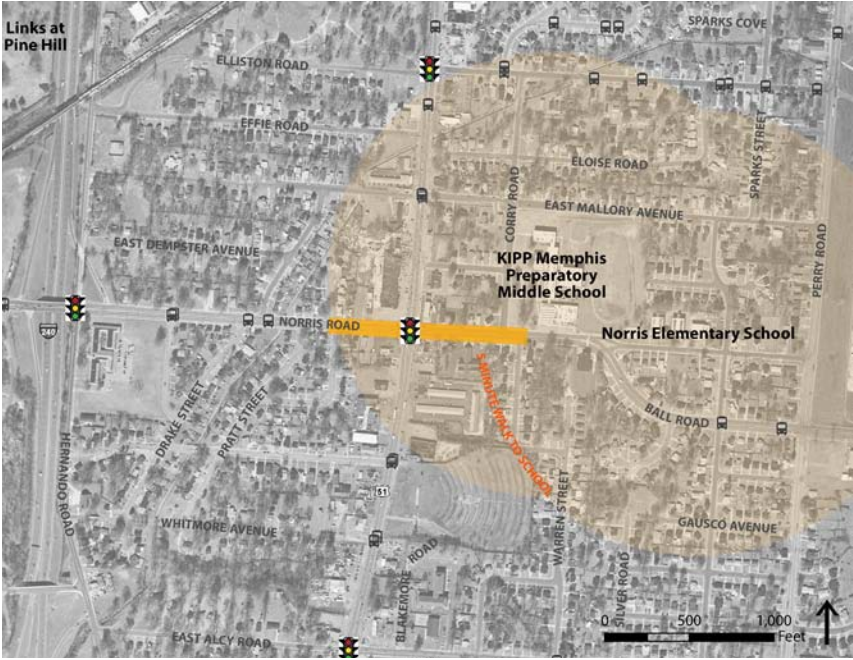 Links at
Pine Hill
SPARKS COVE
ELLISTON ROAD
EFFIE ROAD
ELOISE ROAD
SPARKS STREET
EAST MALLORY AVENUE
CORRY ROAD
EAST DEMPSTER AVENUE
PERRY ROAD
KIPP Memphis
Preparatory
Middle School
NORRIS ROAD
240
Norris Elementary School
5-MINUTE WALK TO SCHOOL
DRAKE STREET
PRATT STREET
BALL ROAD
HERNANDO ROAD
51
WARREN STREET
WHITMORE AVENUE
GAUSCO AVENUE
BLAKEMORE ROAD
SILVER ROAD
EAST ALCY ROAD
0 500 1,000
Feet